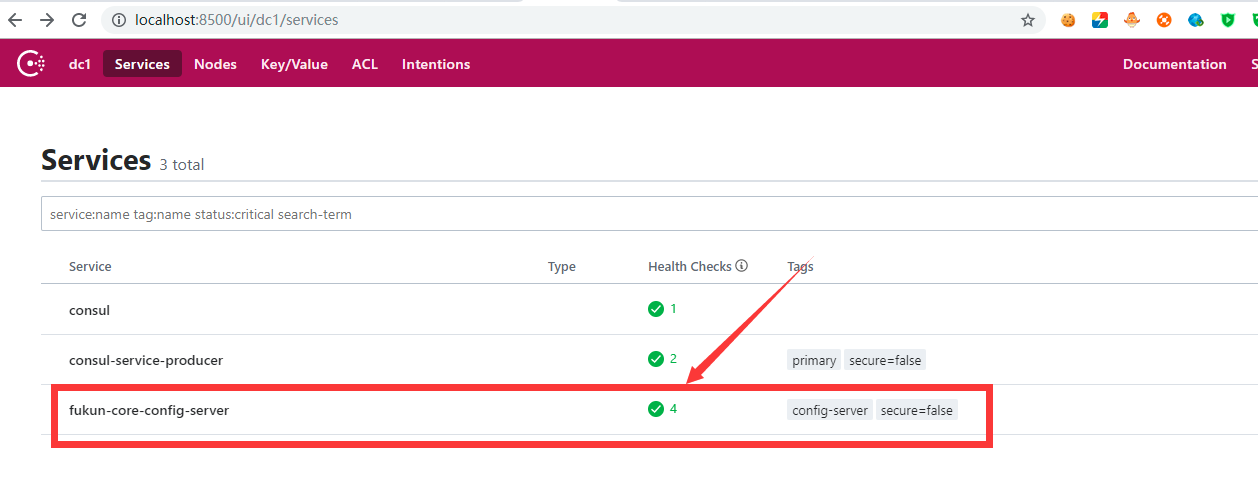 localhost:8500/ui/dc1/services
dc1 Services Nodes Key/Value ACL Intentions Documentation S
Services 3 total
service:name tag:name status:critical search-term
Service Type Health Checks Tags
consul 1
consul-service-producer 2 primary secure=false
fukun-core-config-server 4 config-server secure=false